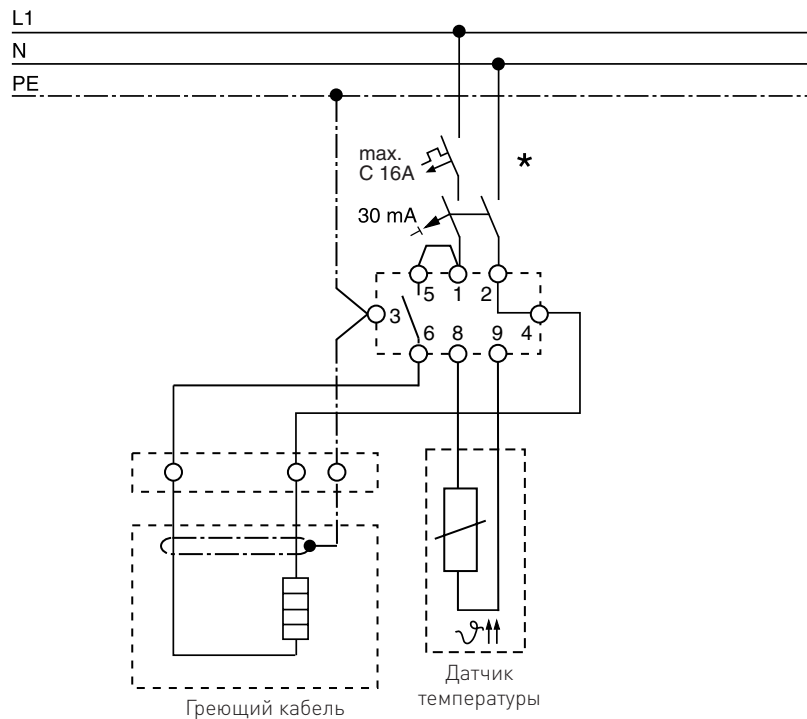 L1
N
PE
max.
C 16A
*
30 mA
5 1 2
3 4
6 8 9
ϑ
Датчик
температуры
Греющий кабель